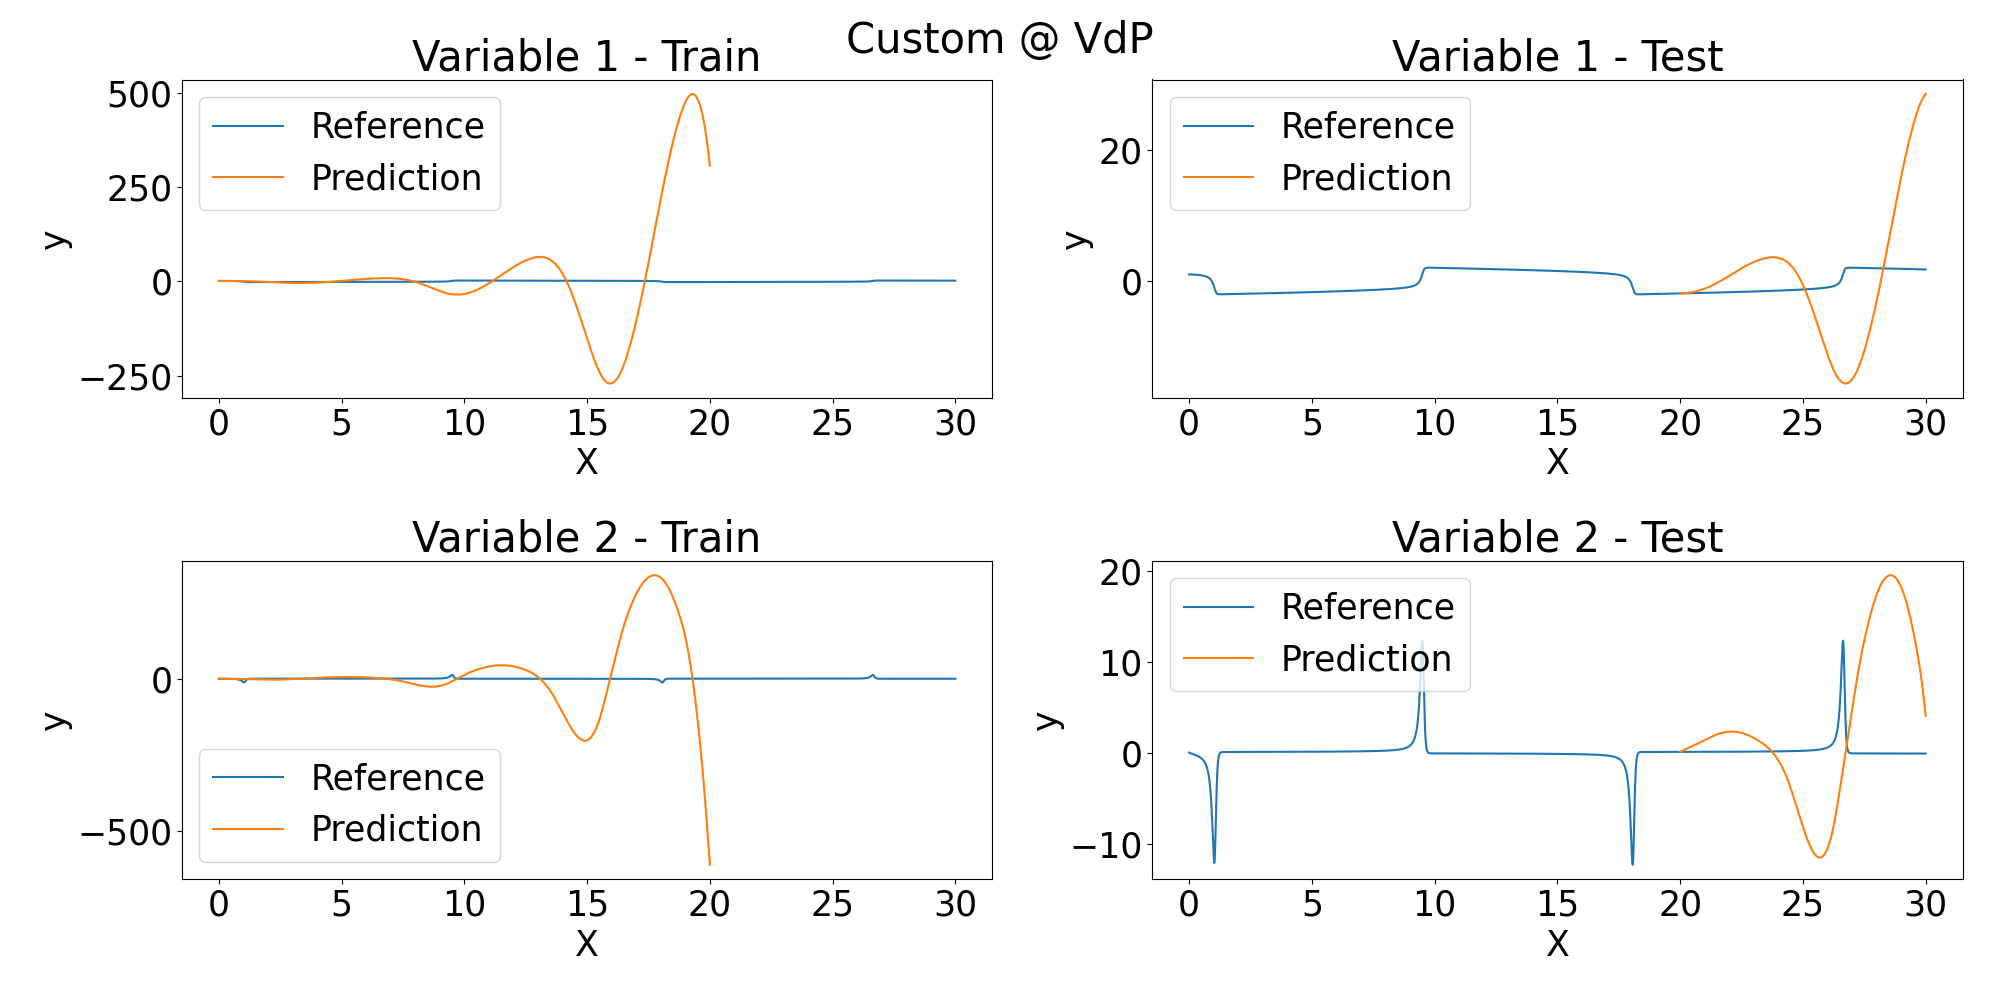 Custom @ VdP
Variable 1 - Train
500
250
0
−250
y
Reference
Prediction
0 5 10 15 20 25 30
X
Variable 1 - Test
20
0
y
Reference
Prediction
0 5 10 15 20 25 30
X
Variable 2 - Train
0
−500
y
Reference
Prediction
0 5 10 15 20 25 30
X
Variable 2 - Test
20
10
0
−10
y
Reference
Prediction
0 5 10 15 20 25 30
X